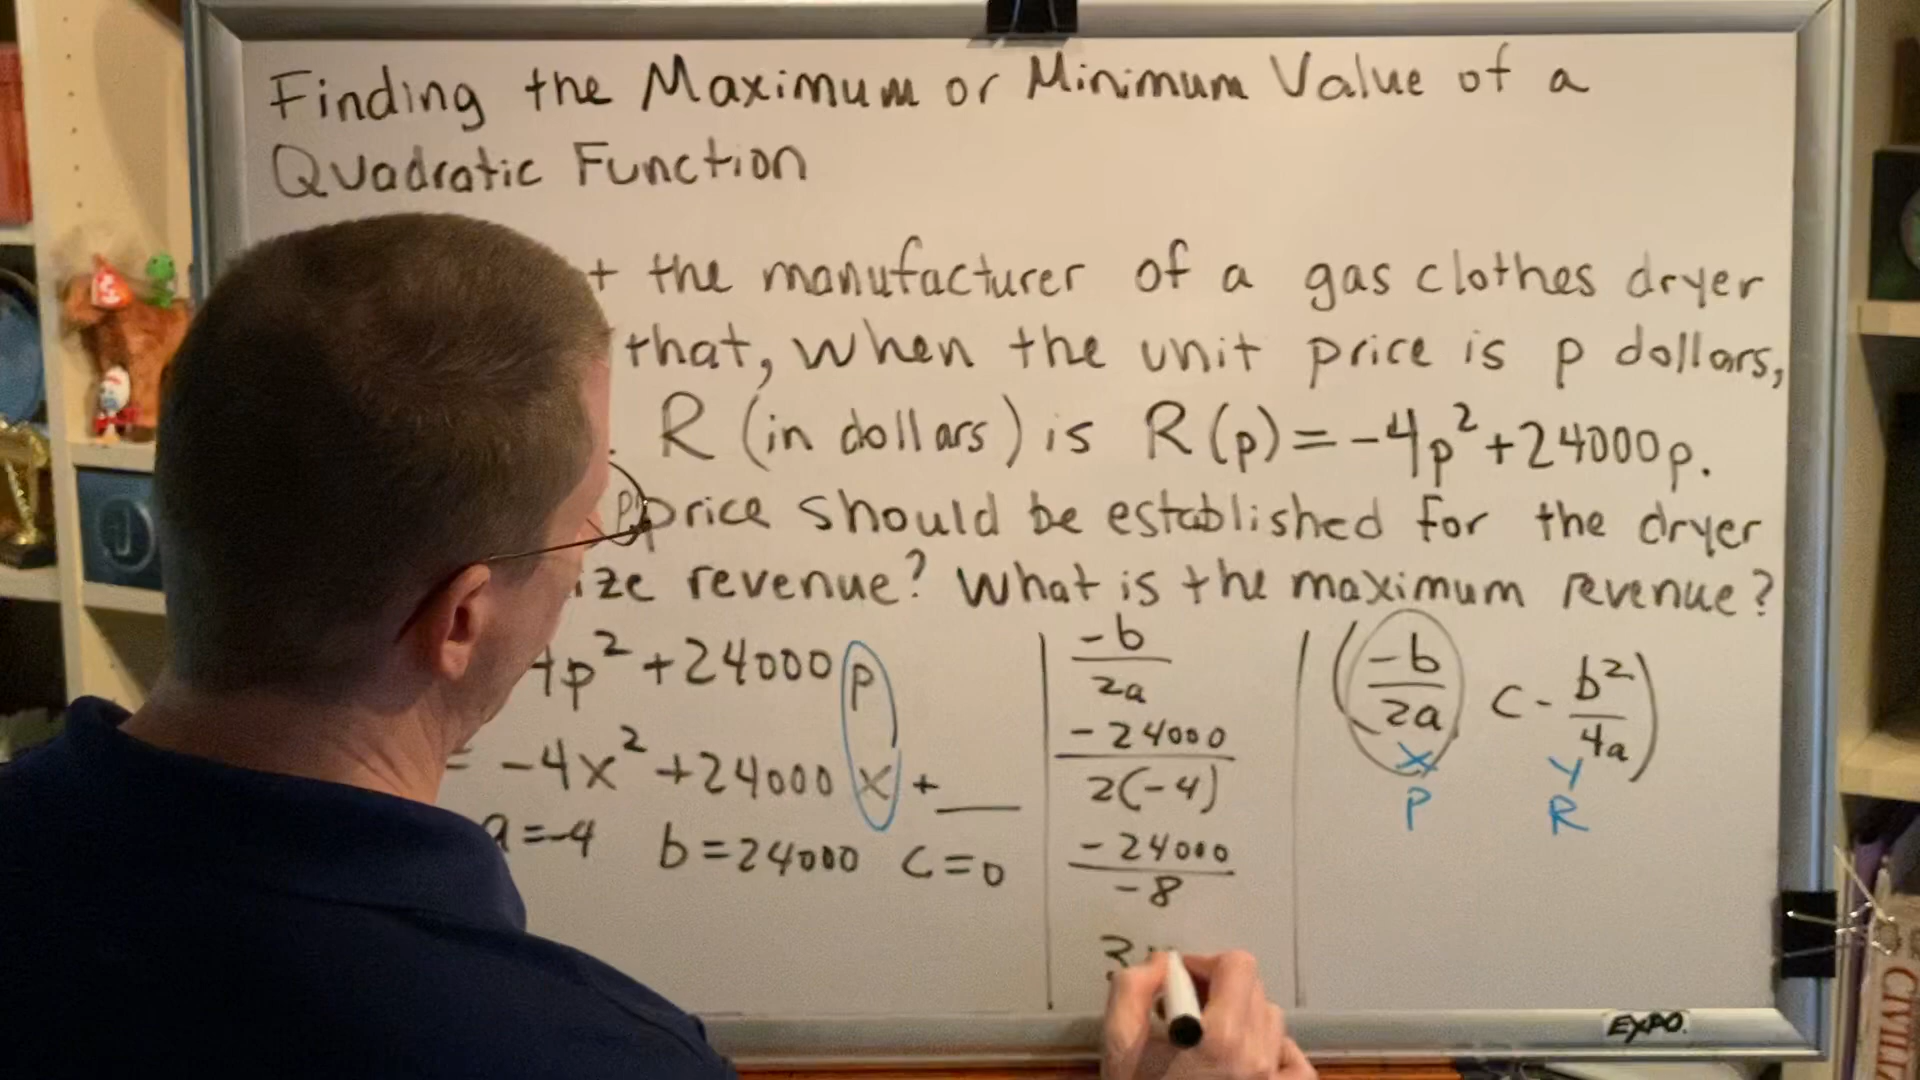 Finding the Maximum or Minimum Value of a
Quadratic Function
the manufacturer of a gas clothes dryer
that, when the unit price is p dollars,
R (in dollars) is R(p)=-4p²+24000p.
price should be established for the dryer
ize revenue? What is the maximum revenue?
4p²+24000p
= -4x²+24000x+___
a=-4 b=24000 c=0
-b
2a
-24000
2(-4)
-24000
-8
3
(-b/2a c-b²/4a)
x y
P R
EXPO